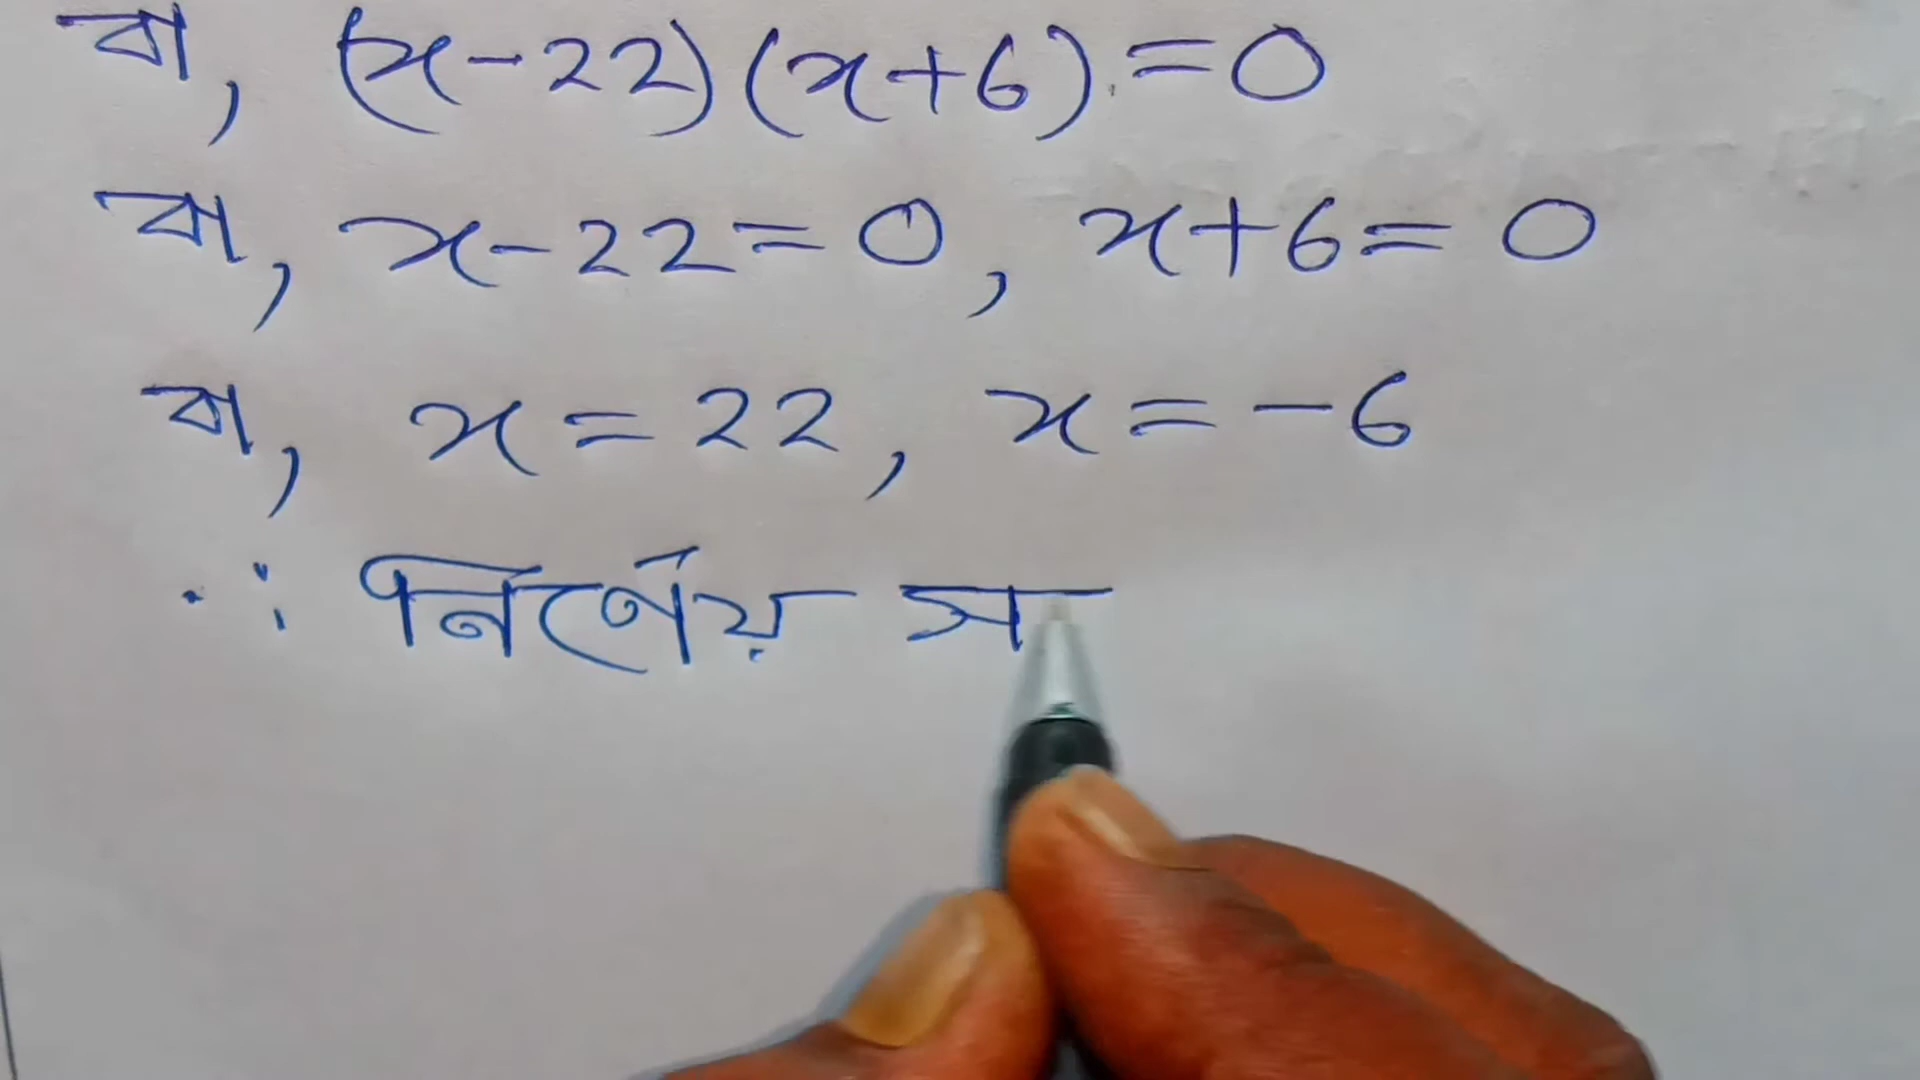 বা, (x-22)(x+6) = 0
বা, x-22 = 0, x+6 = 0
বা, x = 22, x = -6
∴ নির্ণেয় স